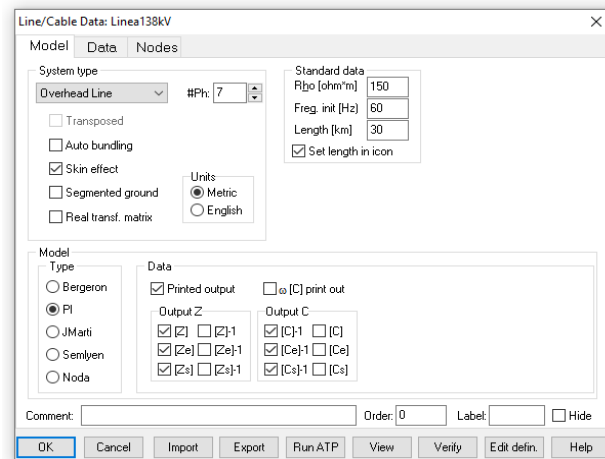 Line/Cable Data: Linea138kV
Model Data Nodes
System type
Overhead Line #Ph: 7
Transposed
Auto bundling
Skin effect
Segmented ground
Real transf. matrix
Units
Metric
English
Standard data
Rho [ohm*m] 150
Freq. init [Hz] 60
Length [km] 30
Set length in icon
Model
Type
Bergeron
PI
JMarti
Semlyen
Noda
Data
Printed output ω [C] print out
Output Z
[Z] [Z]-1
[Ze] [Ze]-1
[Zs] [Zs]-1
Output C
[C]-1 [C]
[Ce]-1 [Ce]
[Cs]-1 [Cs]
Comment: Order: 0 Label: Hide
OK Cancel Import Export Run ATP View Verify Edit defin. Help